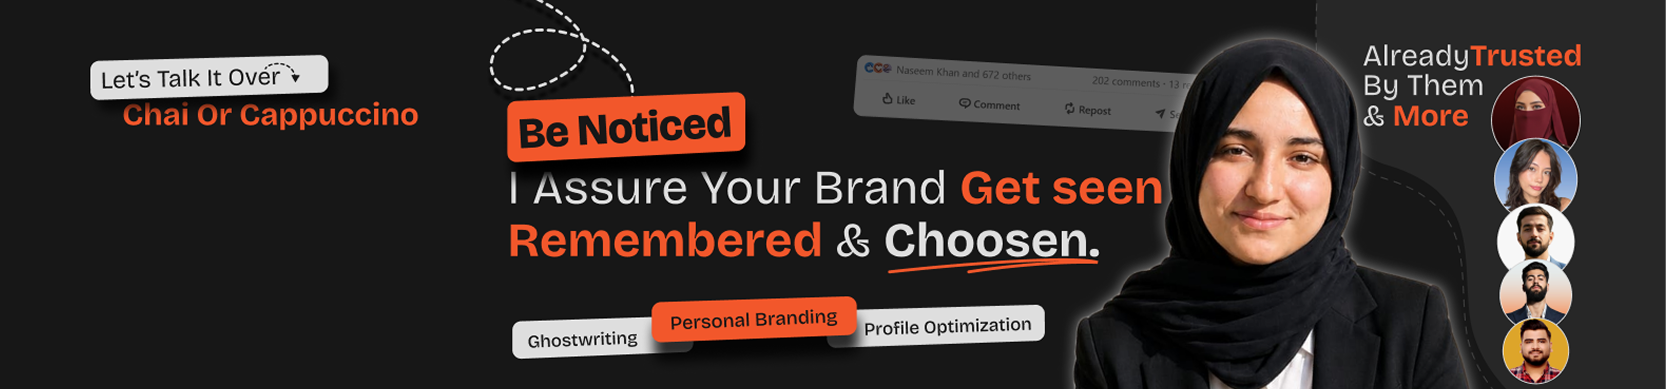 Let's Talk It Over
Chai Or Cappuccino
Be Noticed
I Assure Your Brand Get seen
Remembered & Choosen.
Ghostwriting
Personal Branding
Profile Optimization
Naseem Khan and 672 others
202 comments · 13
Like
Comment
Repost
AlreadyTrusted
By Them
& More